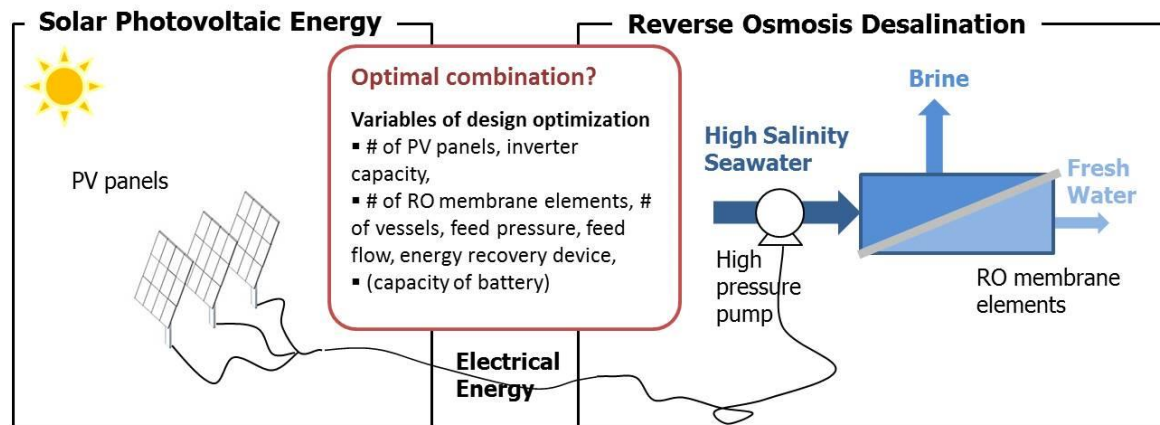 Solar Photovoltaic Energy
Reverse Osmosis Desalination
Optimal combination?
Variables of design optimization
▪ # of PV panels, inverter
capacity,
▪ # of RO membrane elements, #
of vessels, feed pressure, feed
flow, energy recovery device,
▪ (capacity of battery)
PV panels
Electrical
Energy
High Salinity
Seawater
Brine
Fresh
Water
High
pressure
pump
RO membrane
elements